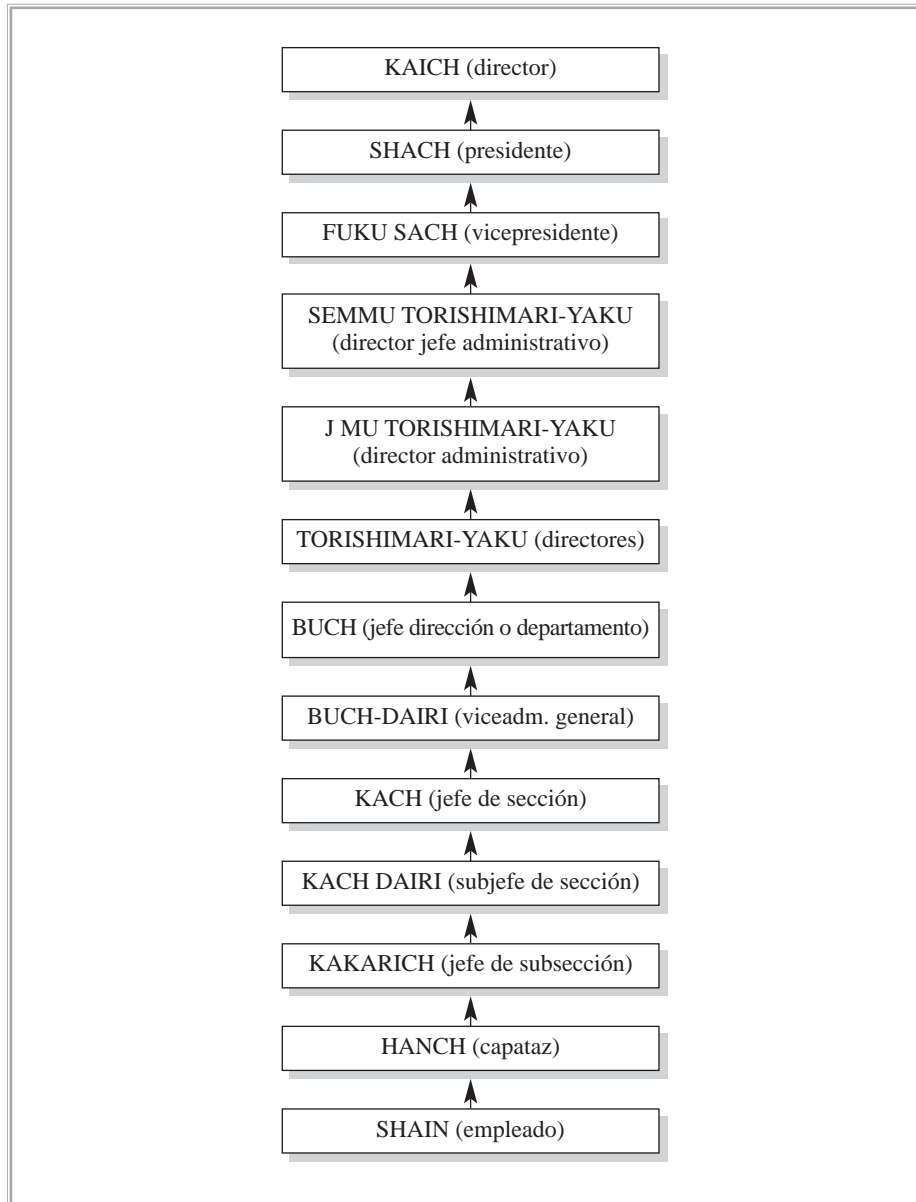 KAICH (director)
SHACH (presidente)
FUKU SACH (vicepresidente)
SEMMU TORISHIMARI-YAKU
(director jefe administrativo)
J MU TORISHIMARI-YAKU
(director administrativo)
TORISHIMARI-YAKU (directores)
BUCH (jefe dirección o departamento)
BUCH-DAIRI (viceadm. general)
KACH (jefe de sección)
KACH DAIRI (subjefe de sección)
KAKARICH (jefe de subsección)
HANCH (capataz)
SHAIN (empleado)